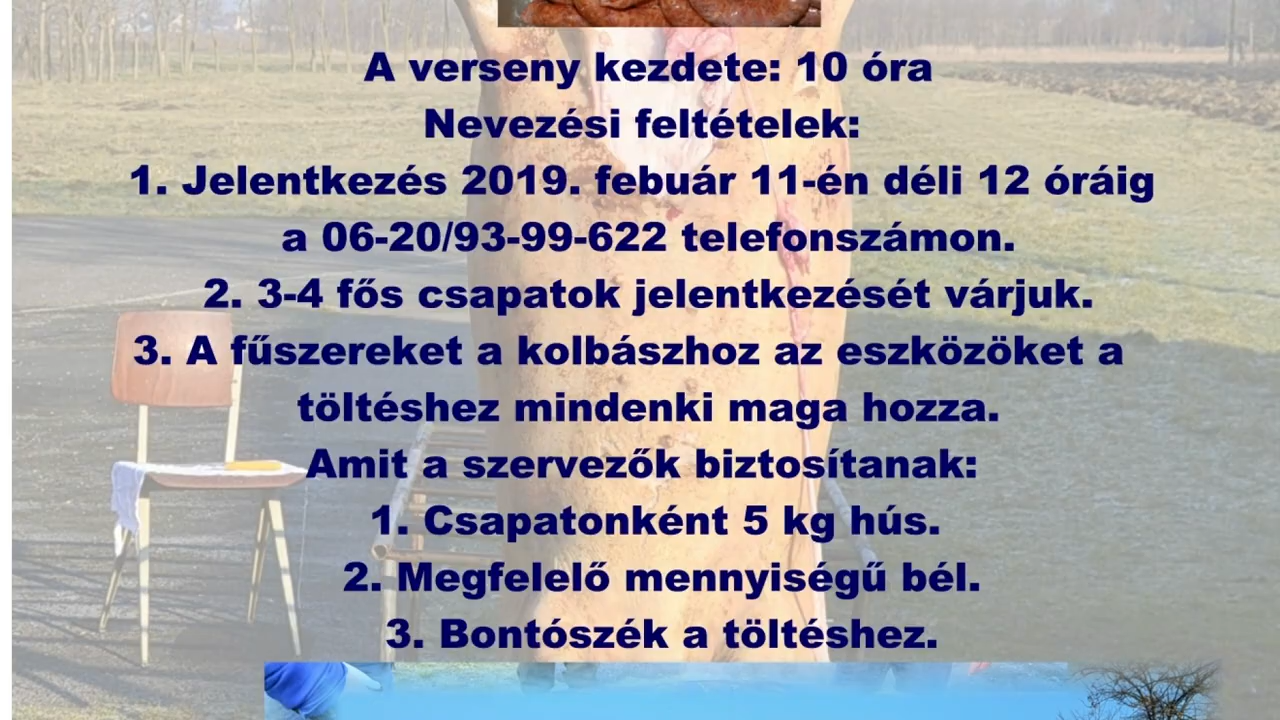 A verseny kezdete: 10 óra
Nevezési feltételek:
1. Jelentkezés 2019. febuár 11-én déli 12 óráig
a 06-20/93-99-622 telefonszámon.
2. 3-4 fős csapatok jelentkezését várjuk.
3. A fűszereket a kolbászhoz az eszközöket a
töltéshez mindenki maga hozza.
Amit a szervezők biztosítanak:
1. Csapatonként 5 kg hús.
2. Megfelelő mennyiségű bél.
3. Bontószék a töltéshez.